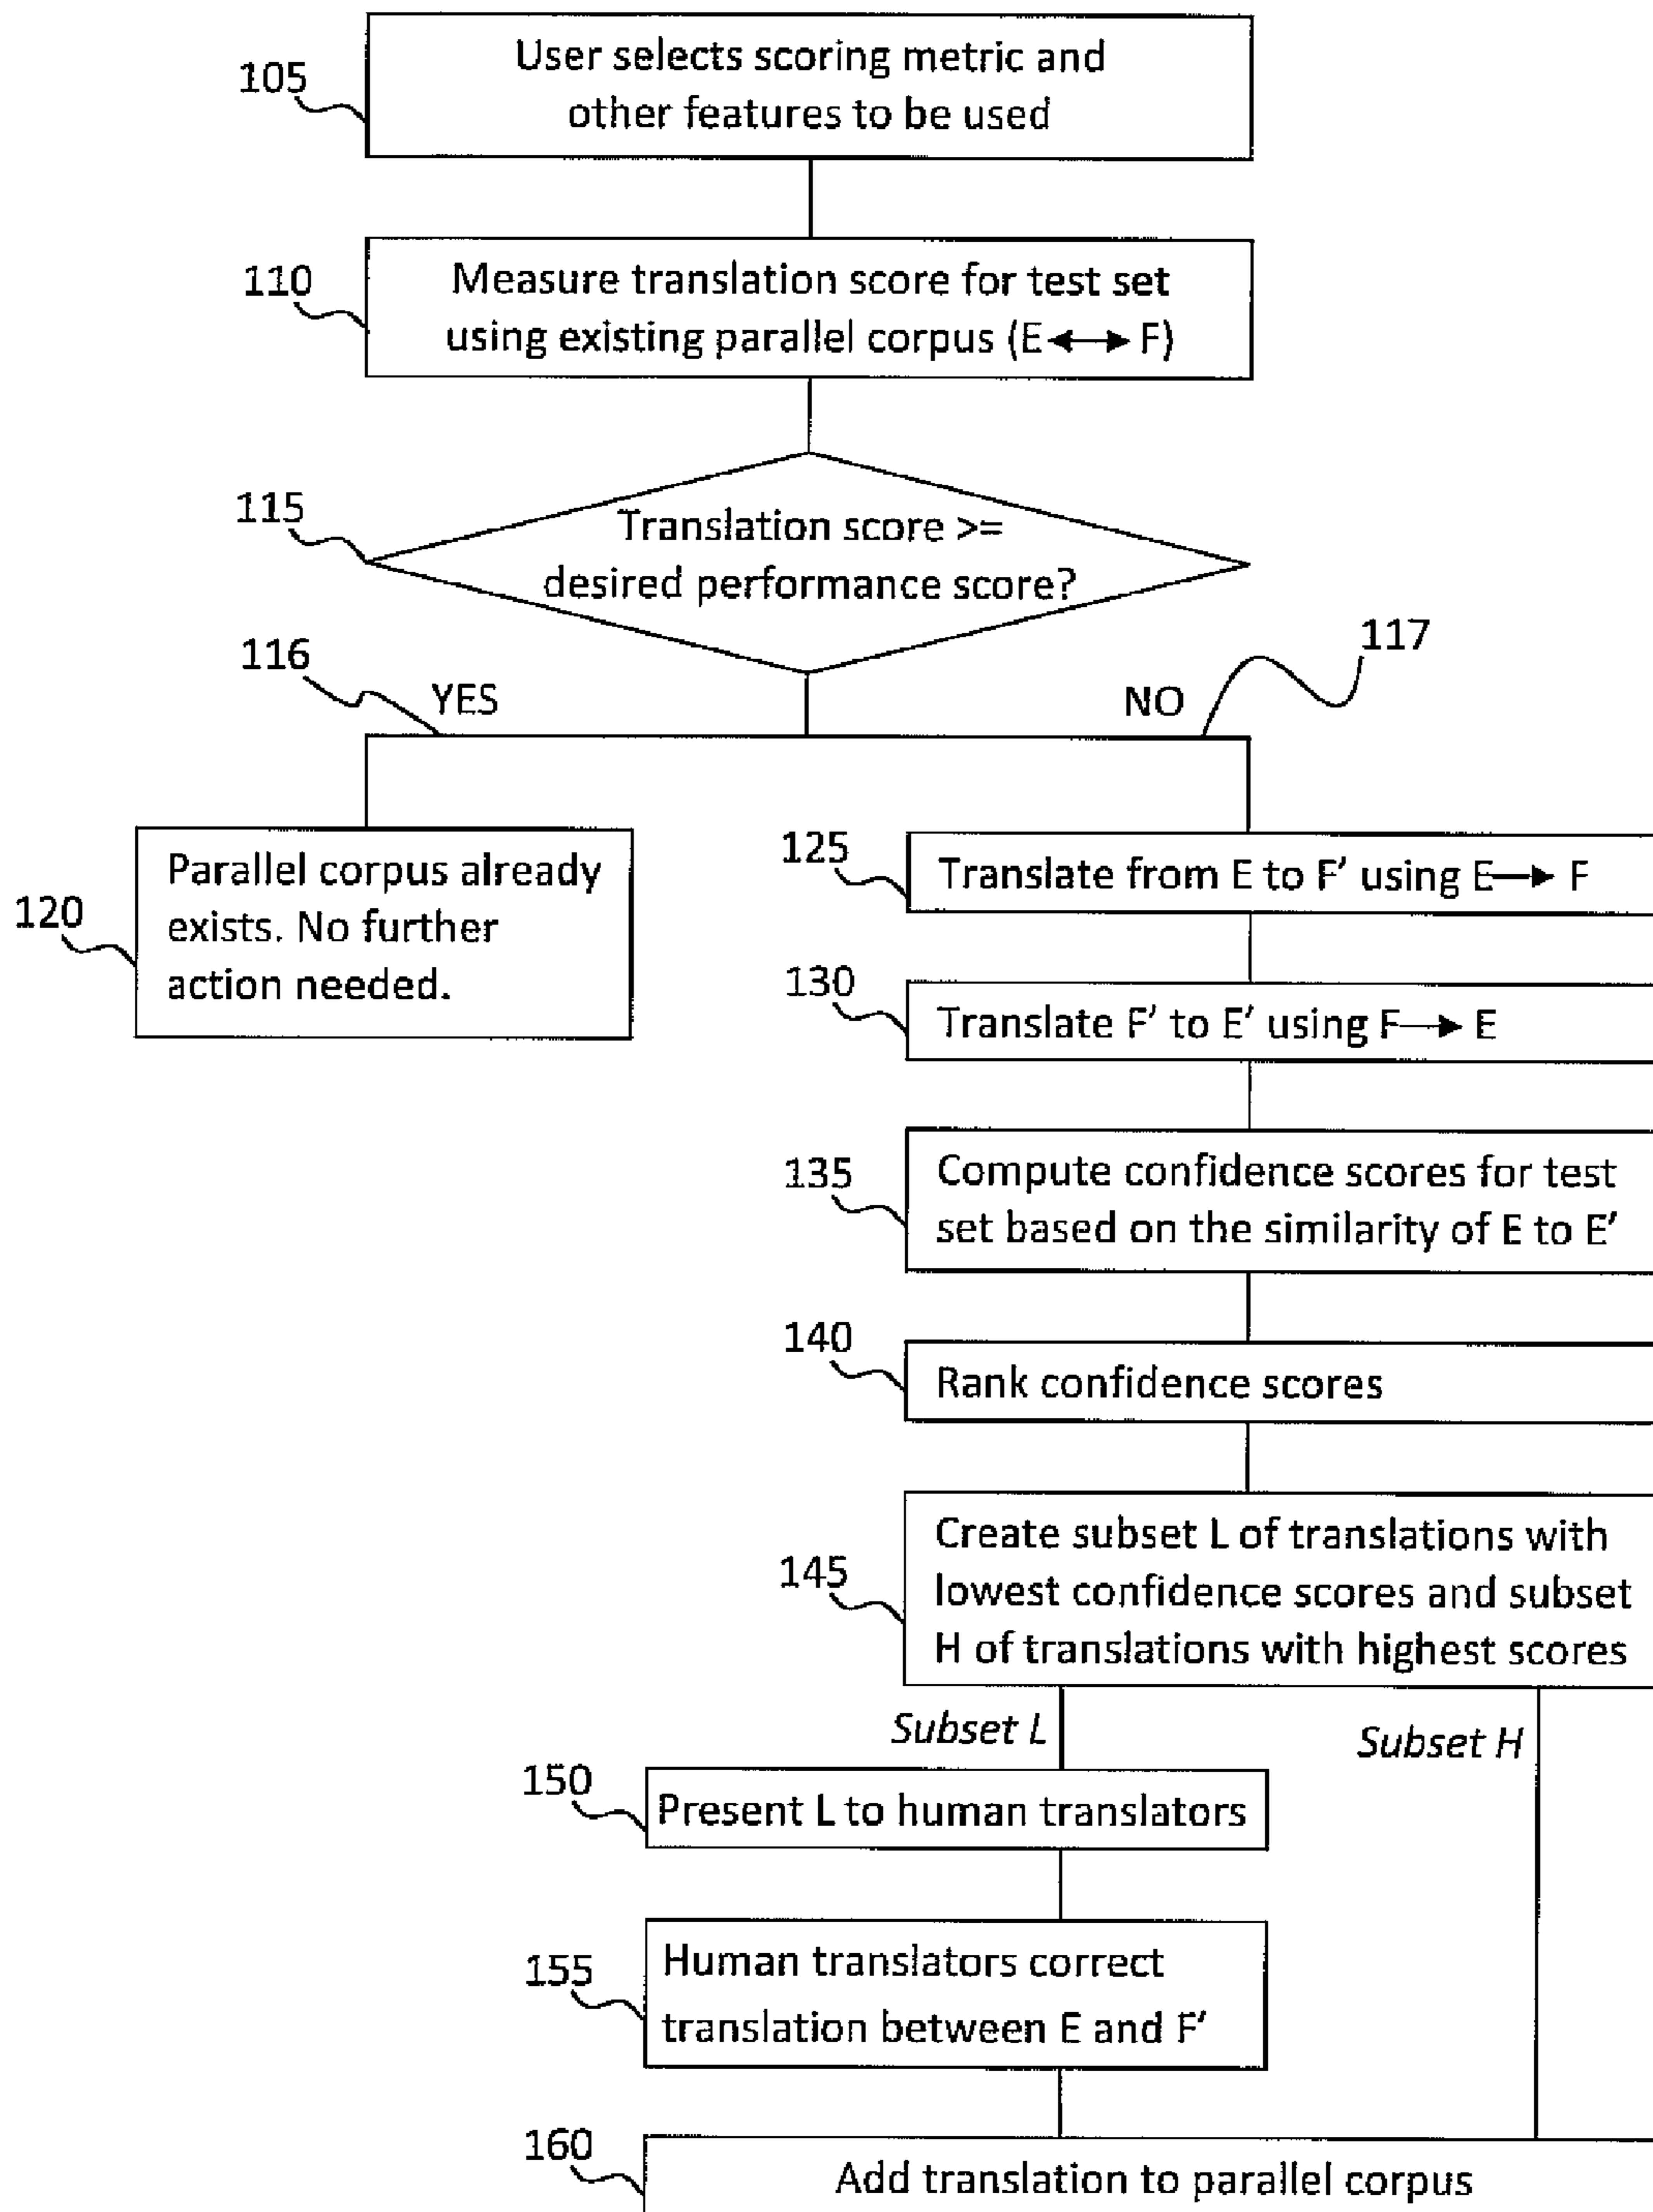 105
User selects scoring metric and
other features to be used
110
Measure translation score for test set
using existing parallel corpus (E ↔ F)
115
Translation score >=
desired performance score?
116
YES
NO
117
120
Parallel corpus already
exists. No further
action needed.
125
Translate from E to F' using E → F
130
Translate F' to E' using F → E
135
Compute confidence scores for test
set based on the similarity of E to E'
140
Rank confidence scores
145
Create subset L of translations with
lowest confidence scores and subset
H of translations with highest scores
Subset L
Subset H
150
Present L to human translators
155
Human translators correct
translation between E and F'
160
Add translation to parallel corpus